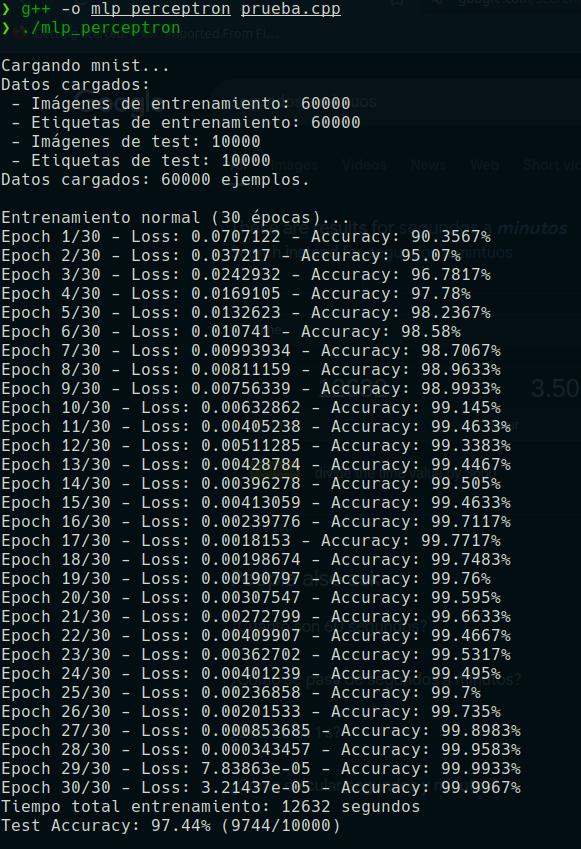 ❯ g++ -o mlp_perceptron prueba.cpp
❯ ./mlp_perceptron
Cargando mnist...
Datos cargados:
- Imágenes de entrenamiento: 60000
- Etiquetas de entrenamiento: 60000
- Imágenes de test: 10000
- Etiquetas de test: 10000
Datos cargados: 60000 ejemplos.
Entrenamiento normal (30 épocas)...
Epoch 1/30 - Loss: 0.0707122 - Accuracy: 90.3567%
Epoch 2/30 - Loss: 0.037217 - Accuracy: 95.07%
Epoch 3/30 - Loss: 0.0242932 - Accuracy: 96.7817%
Epoch 4/30 - Loss: 0.0169105 - Accuracy: 97.78%
Epoch 5/30 - Loss: 0.0132623 - Accuracy: 98.2367%
Epoch 6/30 - Loss: 0.010741 - Accuracy: 98.58%
Epoch 7/30 - Loss: 0.00993934 - Accuracy: 98.7067%
Epoch 8/30 - Loss: 0.00811159 - Accuracy: 98.9633%
Epoch 9/30 - Loss: 0.00756339 - Accuracy: 98.9933%
Epoch 10/30 - Loss: 0.00632862 - Accuracy: 99.145%
Epoch 11/30 - Loss: 0.00405238 - Accuracy: 99.4633%
Epoch 12/30 - Loss: 0.00511285 - Accuracy: 99.3383%
Epoch 13/30 - Loss: 0.00428784 - Accuracy: 99.4467%
Epoch 14/30 - Loss: 0.00396278 - Accuracy: 99.505%
Epoch 15/30 - Loss: 0.00413059 - Accuracy: 99.4633%
Epoch 16/30 - Loss: 0.00239776 - Accuracy: 99.7117%
Epoch 17/30 - Loss: 0.0018153 - Accuracy: 99.7717%
Epoch 18/30 - Loss: 0.00198674 - Accuracy: 99.7483%
Epoch 19/30 - Loss: 0.00190797 - Accuracy: 99.76%
Epoch 20/30 - Loss: 0.00307547 - Accuracy: 99.595%
Epoch 21/30 - Loss: 0.00272799 - Accuracy: 99.6633%
Epoch 22/30 - Loss: 0.00409907 - Accuracy: 99.4667%
Epoch 23/30 - Loss: 0.00362702 - Accuracy: 99.5317%
Epoch 24/30 - Loss: 0.00401239 - Accuracy: 99.495%
Epoch 25/30 - Loss: 0.00236858 - Accuracy: 99.7%
Epoch 26/30 - Loss: 0.00201533 - Accuracy: 99.735%
Epoch 27/30 - Loss: 0.000853685 - Accuracy: 99.8983%
Epoch 28/30 - Loss: 0.000343457 - Accuracy: 99.9583%
Epoch 29/30 - Loss: 7.83863e-05 - Accuracy: 99.9933%
Epoch 30/30 - Loss: 3.21437e-05 - Accuracy: 99.9967%
Tiempo total entrenamiento: 12632 segundos
Test Accuracy: 97.44% (9744/10000)